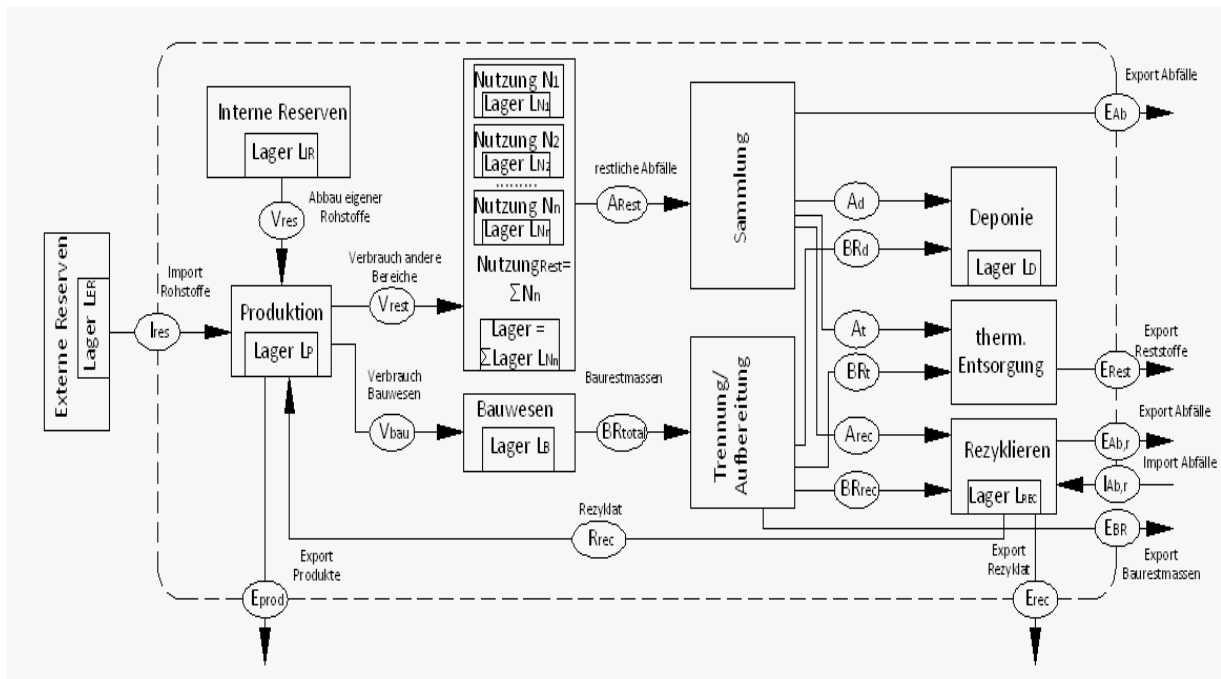 Externe Reserven
Lager LER
Import
Rohstoffe
Ires
Interne Reserven
Lager LIR
Vres
Abbau eigener
Rohstoffe
Produktion
Lager LP
Verbrauch andere
Bereiche
Vrest
Verbrauch
Bauwesen
Vbau
Export
Produkte
Eprod
Nutzung N1
Lager LN1
Nutzung N2
Lager LN2
.........
Nutzung Nn
Lager LNn
NutzungRest=
∑Nn
Lager =
∑Lager LNn
Bauwesen
Lager LB
restliche Abfälle
ARest
Baurestmassen
BRtotal
Rezyklat
Rrec
Sammlung
Trennung/
Aufbereitung
Ad
BRd
At
BRt
Arec
BRrec
Deponie
Lager LD
therm.
Entsorgung
Rezyklieren
Lager LREC
Export Abfälle
EAb
Export
Reststoffe
ERest
Export Abfälle
EAb,r
Import Abfälle
IAb,r
EBR
Export
Baurestmassen
Export
Rezyklat
Erec